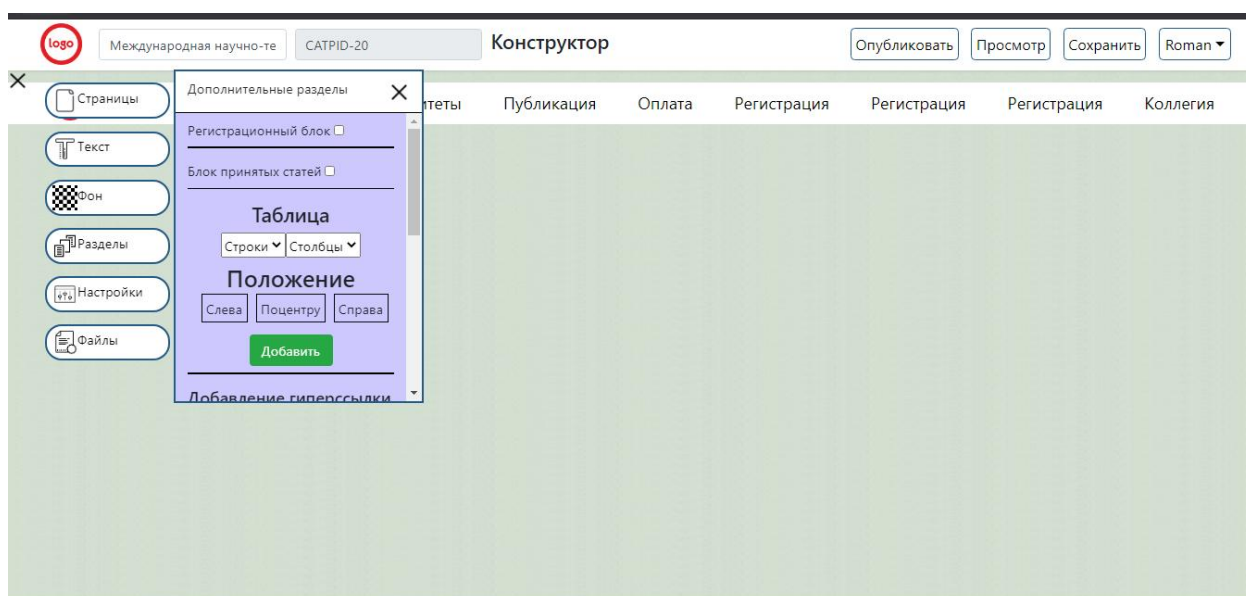 logo
Международная научно-те
CATPID-20
Конструктор
Опубликовать
Просмотр
Сохранить
Roman
Страницы
Дополнительные разделы
Публикация
Оплата
Регистрация
Регистрация
Регистрация
Коллегия
Регистрационный блок
Текст
Блок принятых статей
Фон
Таблица
Разделы
Строки
Столбцы
Положение
Настройки
Слева
Поцентру
Справа
Файлы
Добавить
Добавление гиперссылки